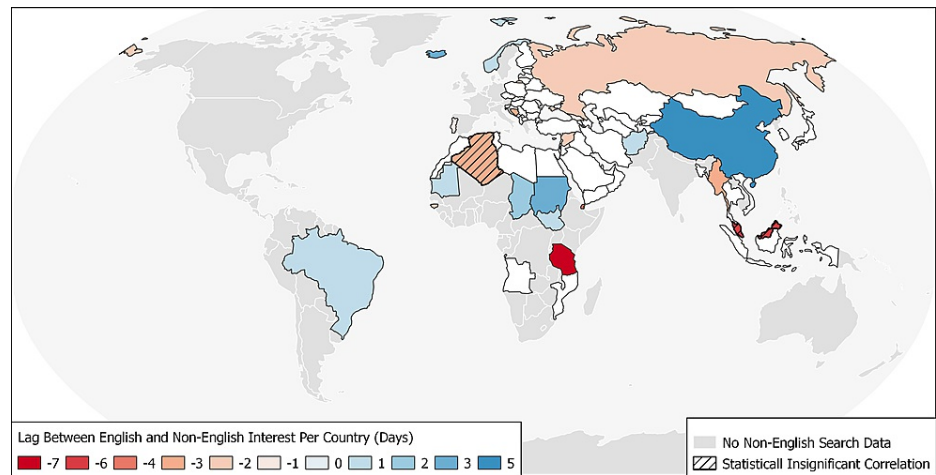 Lag Between English and Non-English Interest Per Country (Days)
-7 -6 -4 -3 -2 -1 0 1 2 3 5
No Non-English Search Data
Statisticall Insignificant Correlation